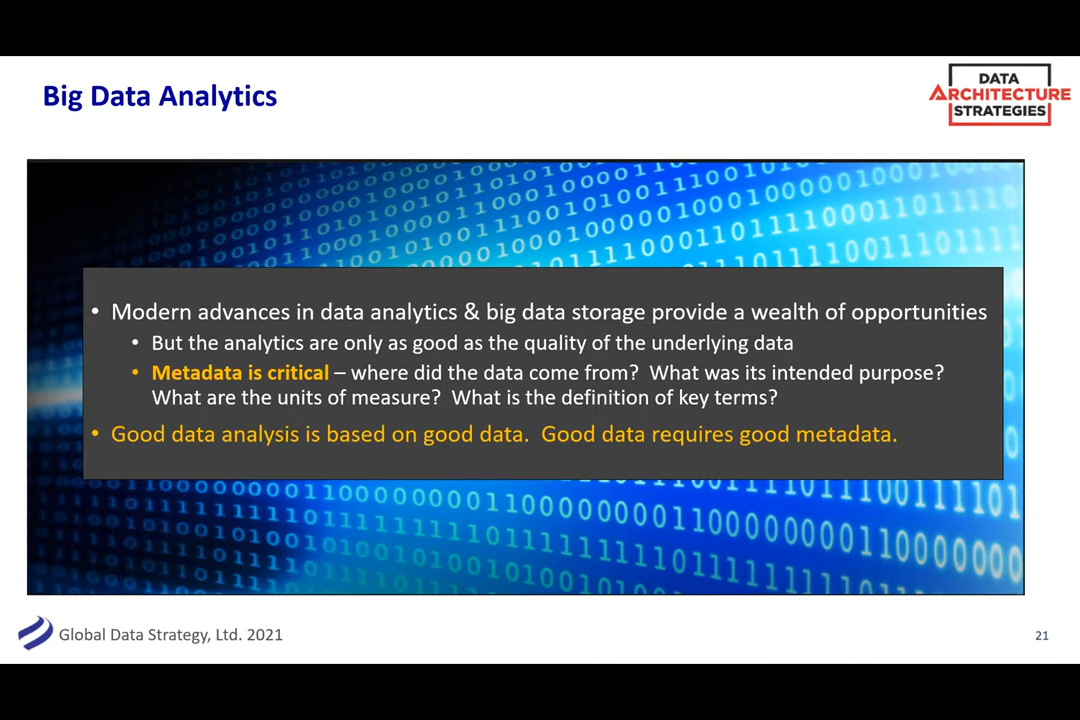 Big Data Analytics
DATA
ARCHITECTURE
STRATEGIES
• Modern advances in data analytics & big data storage provide a wealth of opportunities
• But the analytics are only as good as the quality of the underlying data
• Metadata is critical – where did the data come from?  What was its intended purpose?
What are the units of measure?  What is the definition of key terms?
• Good data analysis is based on good data.  Good data requires good metadata.
Global Data Strategy, Ltd. 2021
21